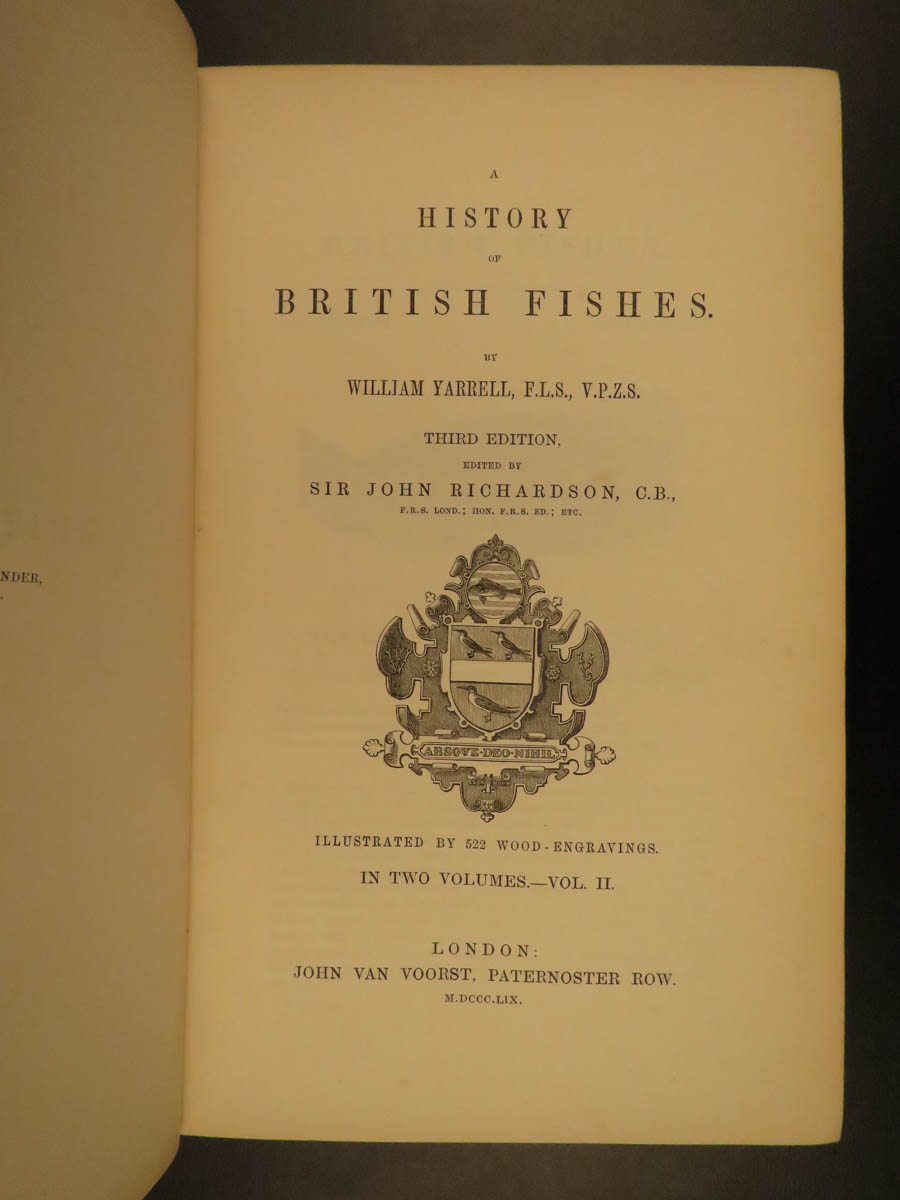 NDER,
A
HISTORY
OF
BRITISH FISHES.
BY
WILLIAM YARRELL, F.L.S., V.P.Z.S.
THIRD EDITION,
EDITED BY
SIR JOHN RICHARDSON, C.B.,
F.R.S. LOND.; HON. F.R.S. ED.; ETC.
ABSQVE·DEO·NIHIL
ILLUSTRATED BY 522 WOOD-ENGRAVINGS.
IN TWO VOLUMES.—VOL. II.
LONDON:
JOHN VAN VOORST, PATERNOSTER ROW.
M.DCCC.LIX.